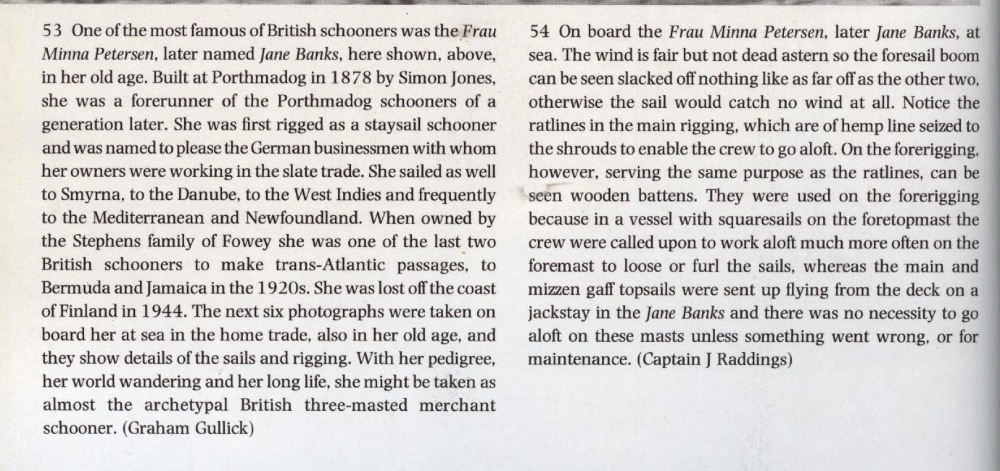 53 One of the most famous of British schooners was the Frau
Minna Petersen, later named Jane Banks, here shown, above,
in her old age. Built at Porthmadog in 1878 by Simon Jones,
she was a forerunner of the Porthmadog schooners of a
generation later. She was first rigged as a staysail schooner
and was named to please the German businessmen with whom
her owners were working in the slate trade. She sailed as well
to Smyrna, to the Danube, to the West Indies and frequently
to the Mediterranean and Newfoundland. When owned by
the Stephens family of Fowey she was one of the last two
British schooners to make trans-Atlantic passages, to
Bermuda and Jamaica in the 1920s. She was lost off the coast
of Finland in 1944. The next six photographs were taken on
board her at sea in the home trade, also in her old age, and
they show details of the sails and rigging. With her pedigree,
her world wandering and her long life, she might be taken as
almost the archetypal British three-masted merchant
schooner. (Graham Gullick)
54 On board the Frau Minna Petersen, later Jane Banks, at
sea. The wind is fair but not dead astern so the foresail boom
can be seen slacked off nothing like as far off as the other two,
otherwise the sail would catch no wind at all. Notice the
ratlines in the main rigging, which are of hemp line seized to
the shrouds to enable the crew to go aloft. On the forerigging,
however, serving the same purpose as the ratlines, can be
seen wooden battens. They were used on the forerigging
because in a vessel with squaresails on the foretopmast the
crew were called upon to work aloft much more often on the
foremast to loose or furl the sails, whereas the main and
mizzen gaff topsails were sent up flying from the deck on a
jackstay in the Jane Banks and there was no necessity to go
aloft on these masts unless something went wrong, or for
maintenance. (Captain J Raddings)